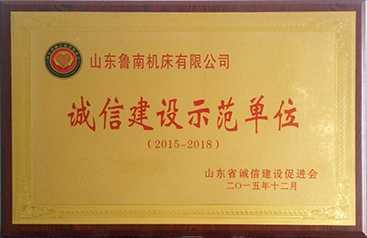 山东鲁南机床有限公司
诚信建设示范单位
(2015-2018)
山东省诚信建设促进会
二〇一五年十二月